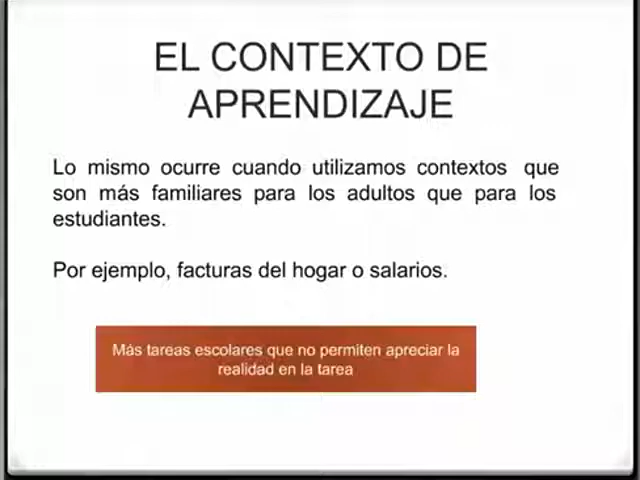 EL CONTEXTO DE
APRENDIZAJE
Lo mismo ocurre cuando utilizamos contextos que
son más familiares para los adultos que para los
estudiantes.
Por ejemplo, facturas del hogar o salarios.
Más tareas escolares que no permiten apreciar la
realidad en la tarea